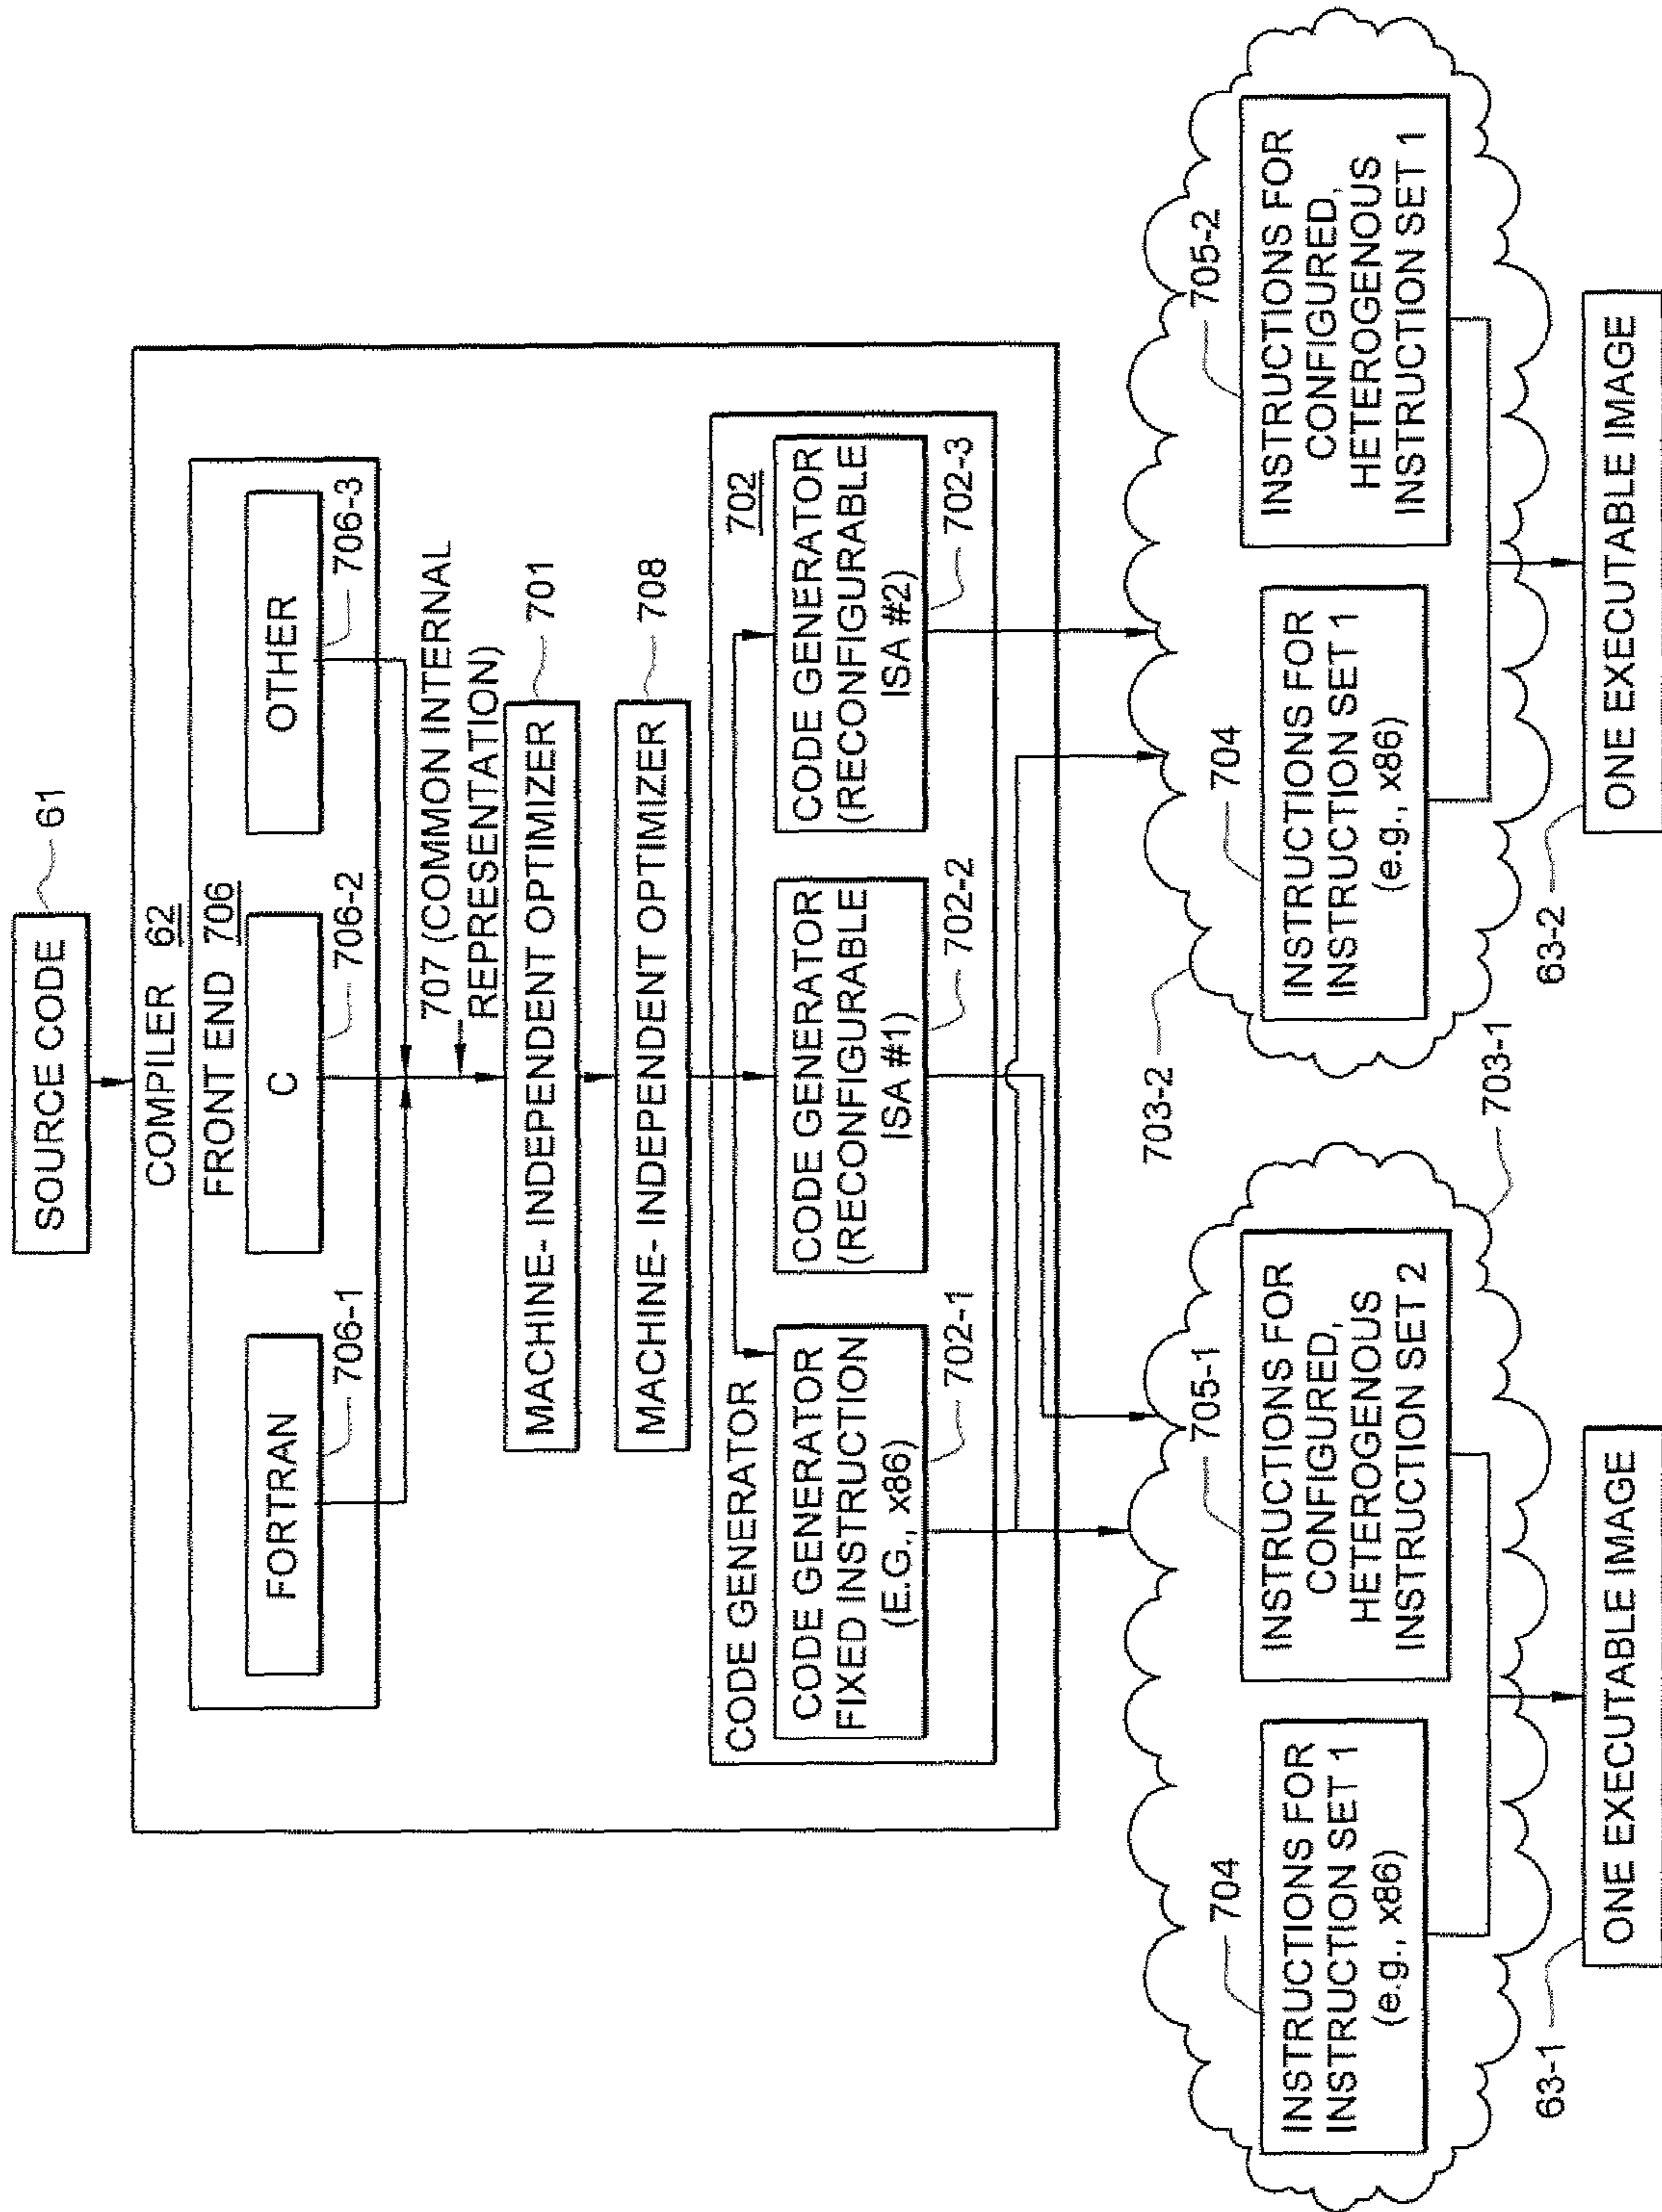 SOURCE CODE
61
COMPILER 62
FRONT END 706
FORTRAN
706-1
C
706-2
OTHER
706-3
707 (COMMON INTERNAL
REPRESENTATION)
MACHINE- INDEPENDENT OPTIMIZER
701
MACHINE- INDEPENDENT OPTIMIZER
708
CODE GENERATOR
702
CODE GENERATOR
FIXED INSTRUCTION
(E.G., x86)
702-1
CODE GENERATOR
(RECONFIGURABLE
ISA #1)
702-2
CODE GENERATOR
(RECONFIGURABLE
ISA #2)
702-3
704
INSTRUCTIONS FOR
INSTRUCTION SET 1
(e.g., x86)
705-1
INSTRUCTIONS FOR
CONFIGURED,
HETEROGENOUS
INSTRUCTION SET 2
703-1
63-1
ONE EXECUTABLE IMAGE
703-2
704
INSTRUCTIONS FOR
INSTRUCTION SET 1
(e.g., x86)
705-2
INSTRUCTIONS FOR
CONFIGURED,
HETEROGENOUS
INSTRUCTION SET 1
63-2
ONE EXECUTABLE IMAGE